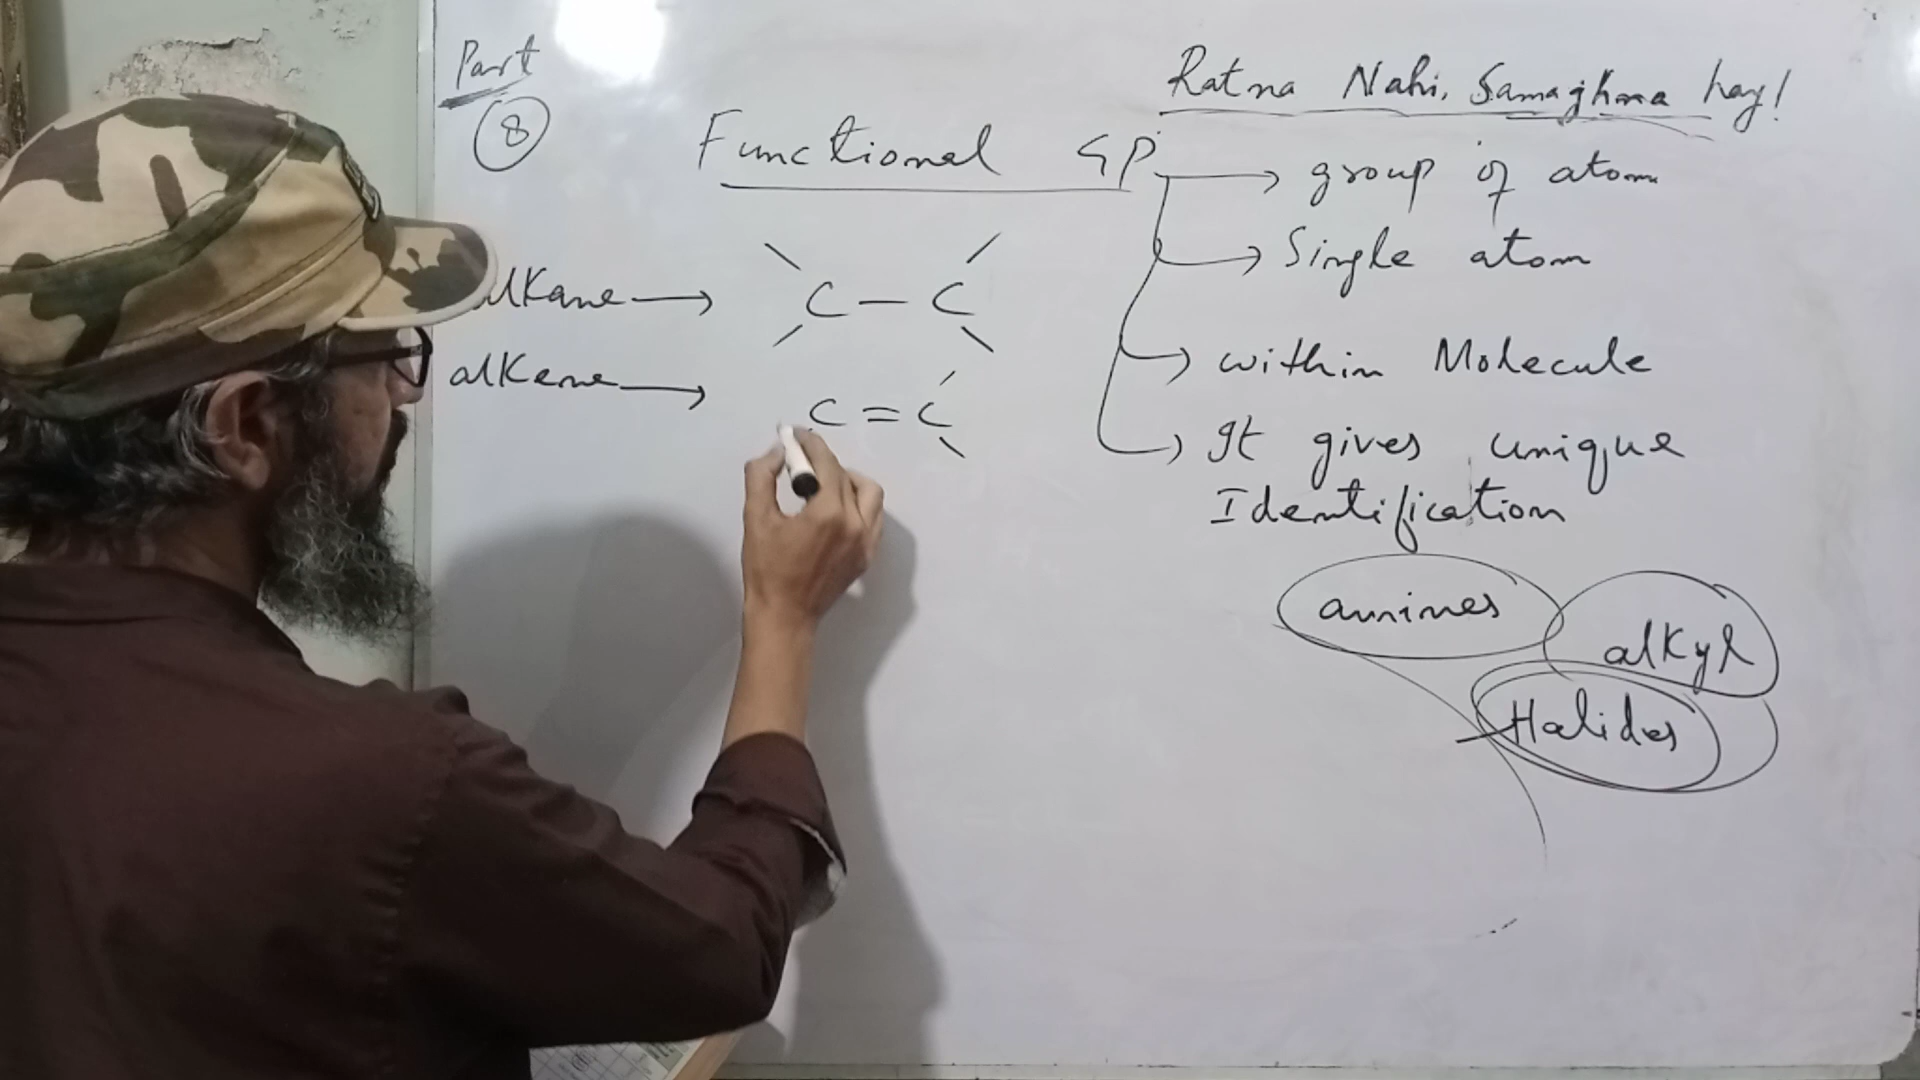 Part
8
Ratna Nahi, Samajhna hay!
Functional GP
group of atom
Single atom
within Molecule
It gives unique
Identification
alkane → C – C
alkene → C = C
amines
alkyl
Halides